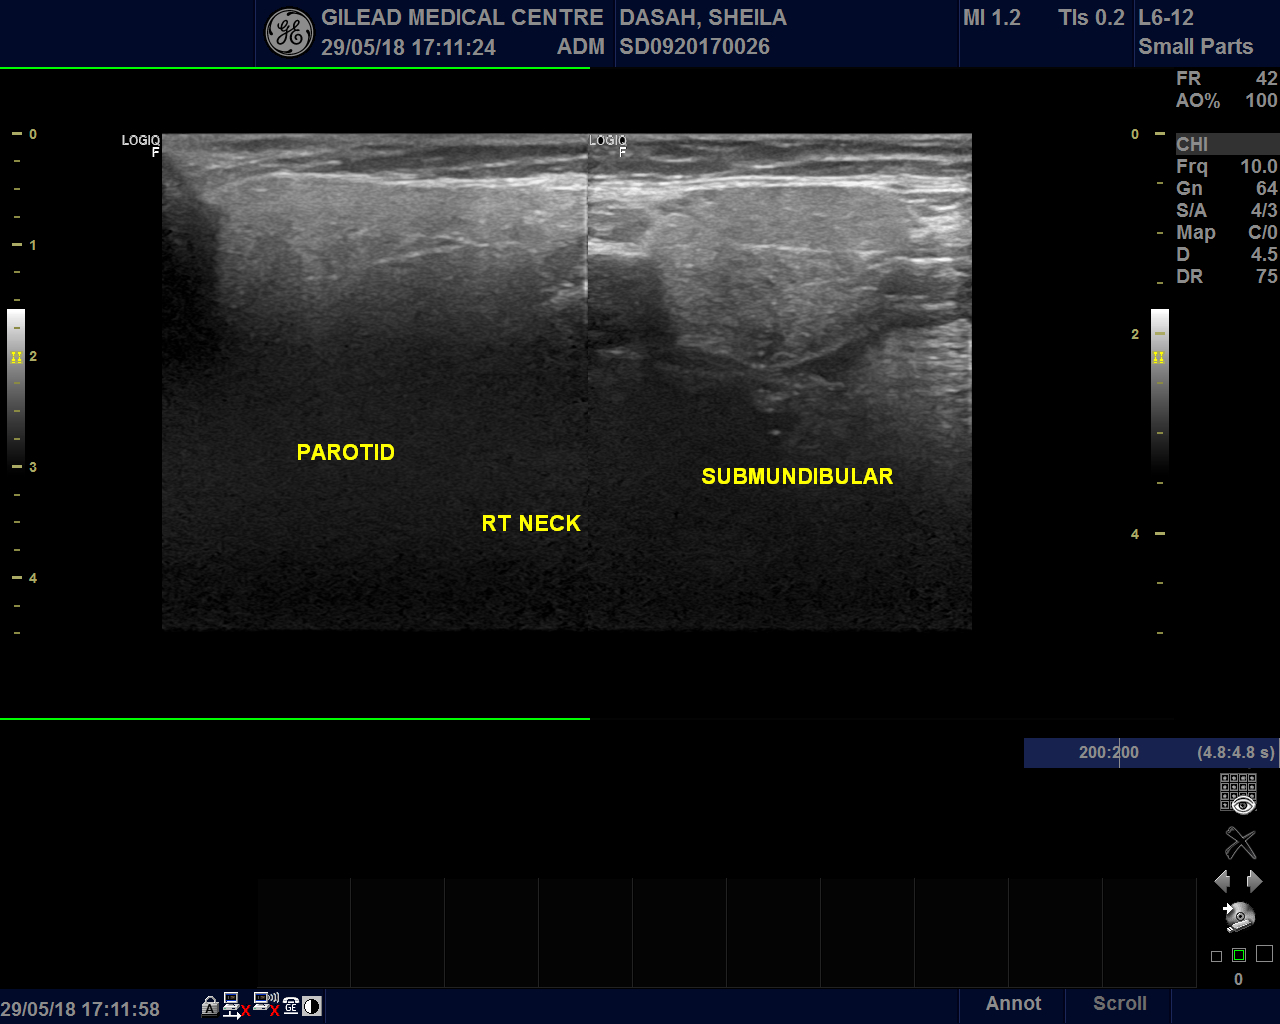 GILEAD MEDICAL CENTRE
29/05/18 17:11:24 ADM
DASAH, SHEILA
SD0920170026
MI 1.2 TIs 0.2
L6-12
Small Parts
FR 42
AO% 100
CHI
Frq 10.0
Gn 64
S/A 4/3
Map C/0
D 4.5
DR 75
0
1
2
3
4
LOGIQ
F
LOGIQ
F
0
2
4
PAROTID
SUBMUNDIBULAR
RT NECK
200:200 (4.8:4.8 s)
0
29/05/18 17:11:58
A
GE
Annot
Scroll